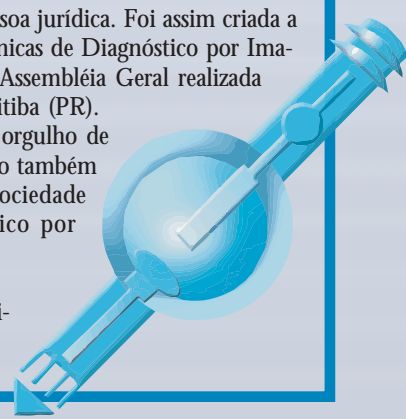 soa jurídica. Foi assim criada a
nicas de Diagnóstico por Ima-
Assembléia Geral realizada
itiba (PR).
orgulho de
o também
ociedade
ico por
i-